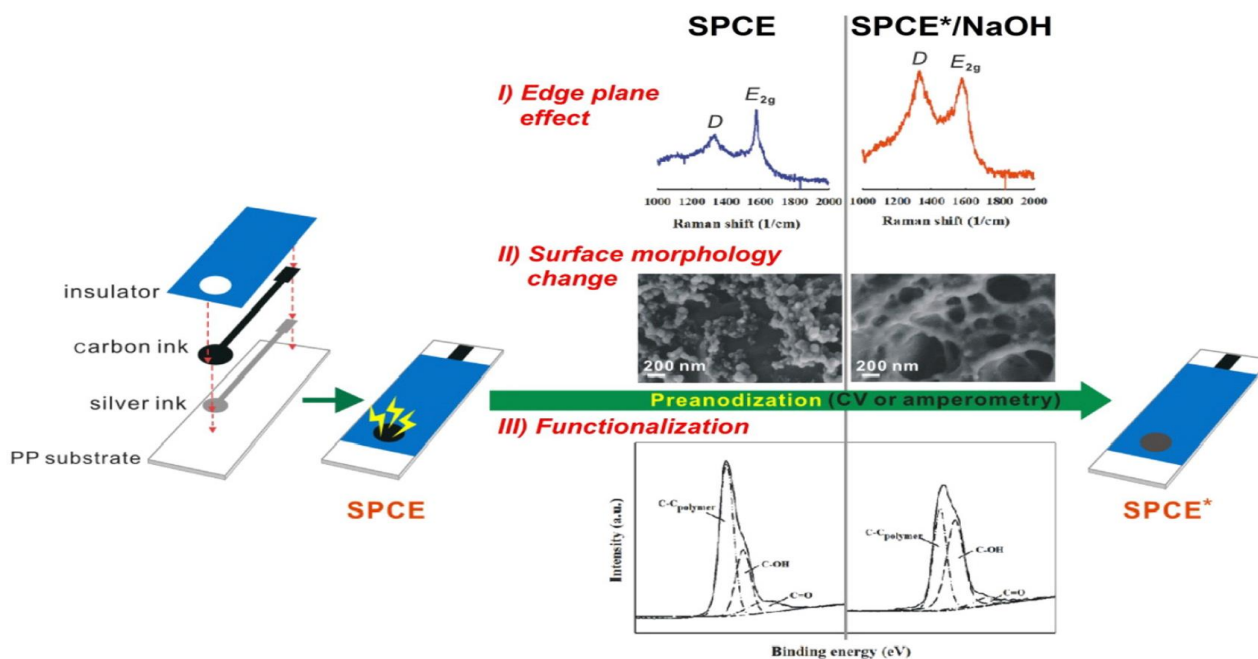 SPCE
SPCE*/NaOH
I) Edge plane
effect
D
E2g
D
E2g
1000 1200 1400 1600 1800 2000
Raman shift (1/cm)
1000 1200 1400 1600 1800 2000
Raman shift (1/cm)
II) Surface morphology
change
200 nm
200 nm
insulator
carbon ink
silver ink
PP substrate
SPCE
Preanodization (CV or amperometry)
III) Functionalization
Intensity (a.u.)
C-Cpolymer
C-OH
C=O
C-Cpolymer
C-OH
Binding energy (eV)
SPCE*